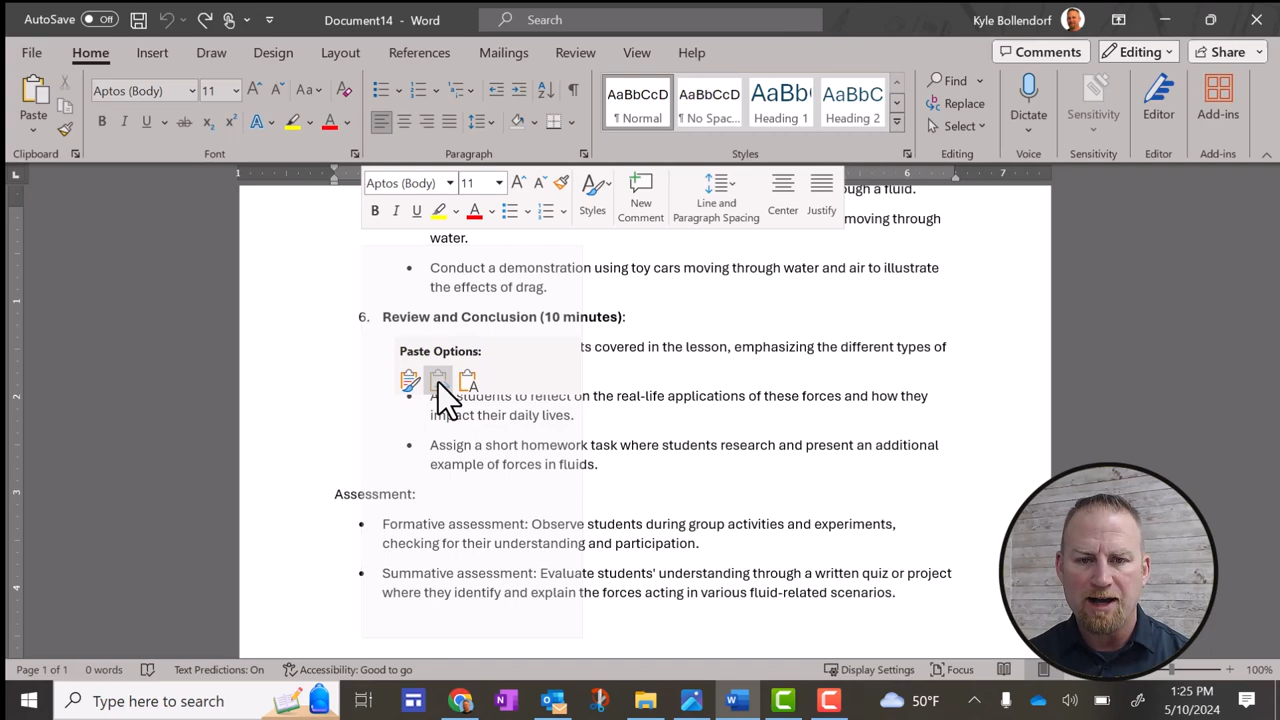 AutoSave Off Document14 - Word Search Kyle Bollendorf
File Home Insert Draw Design Layout References Mailings Review View Help Comments Editing Share
Paste
Aptos (Body) 11
AaBbCcD AaBbCcD AaBb( AaBbC
¶ Normal ¶ No Spac... Heading 1 Heading 2
Find
Replace
Select
Dictate Sensitivity Editor Add-ins
Clipboard Font Paragraph Styles Editing Voice Sensitivity Editor Add-ins
1 6 7
Aptos (Body) 11
Styles New Comment Line and Paragraph Spacing Center Justify
ough a fluid.
moving through
water.
• Conduct a demonstration using toy cars moving through water and air to illustrate
the effects of drag.
6. Review and Conclusion (10 minutes):
Paste Options:
ts covered in the lesson, emphasizing the different types of
• students to reflect on the real-life applications of these forces and how they
impact their daily lives.
• Assign a short homework task where students research and present an additional
example of forces in fluids.
Assessment:
• Formative assessment: Observe students during group activities and experiments,
checking for their understanding and participation.
• Summative assessment: Evaluate students' understanding through a written quiz or project
where they identify and explain the forces acting in various fluid-related scenarios.
Page 1 of 1 0 words Text Predictions: On Accessibility: Good to go Display Settings Focus 100%
Type here to search 50°F 1:25 PM
5/10/2024